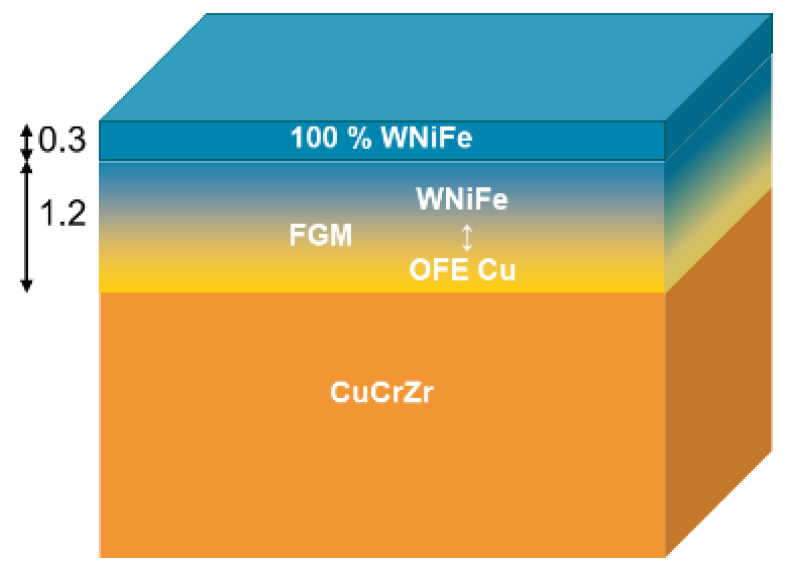 0.3
100 % WNiFe
1.2
WNiFe
FGM
↕
OFE Cu
CuCrZr